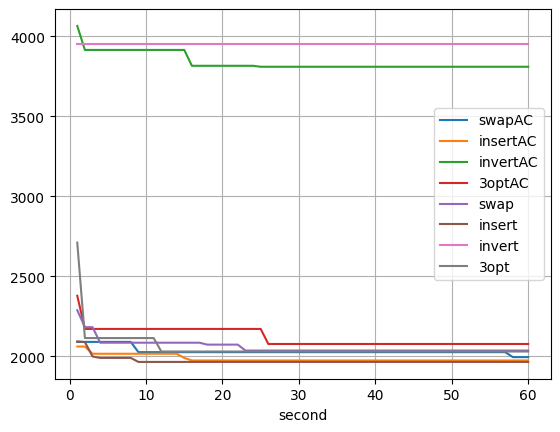 4000
3500
3000
2500
2000
swapAC
insertAC
invertAC
3optAC
swap
insert
invert
3opt
0 10 20 30 40 50 60
second